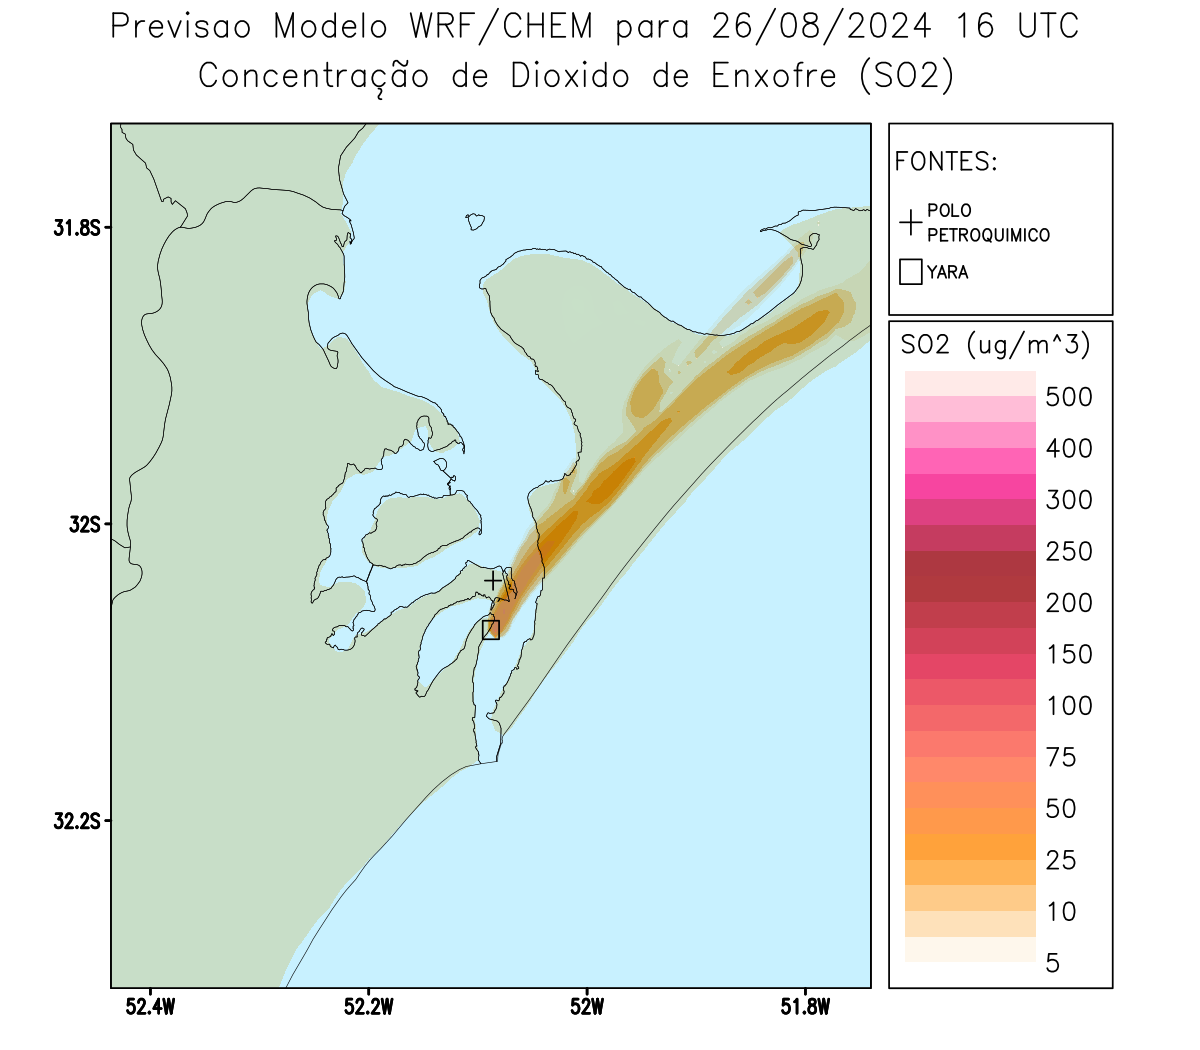 Previsao Modelo WRF/CHEM para 26/08/2024 16 UTC
Concentração de Dioxido de Enxofre (SO2)
FONTES:
POLO
PETROQUIMICO
YARA
SO2 (ug/m^3)
500
400
300
250
200
150
100
75
50
25
10
5
31.8S
32S
32.2S
52.4W
52.2W
52W
51.8W